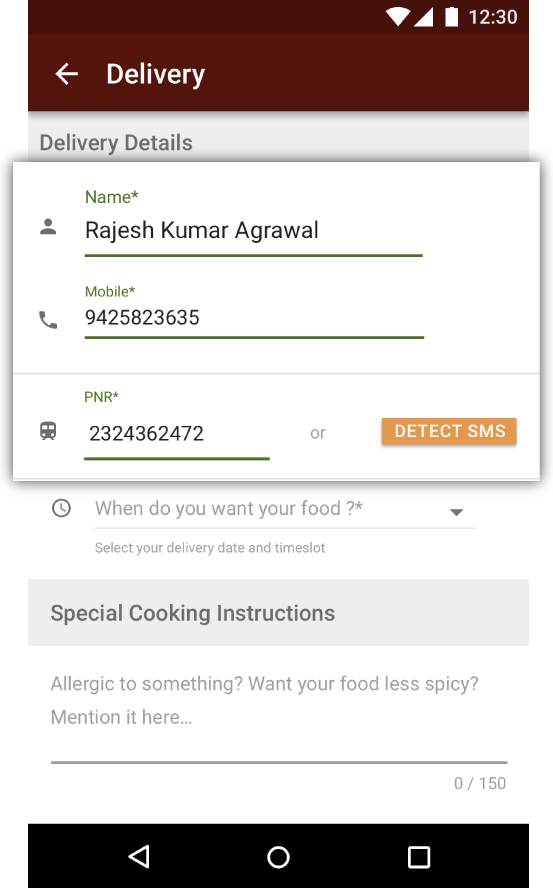 12:30
Delivery
Delivery Details
Name*
Rajesh Kumar Agrawal
Mobile*
9425823635
PNR*
2324362472 or DETECT SMS
When do you want your food ?*
Select your delivery date and timeslot
Special Cooking Instructions
Allergic to something? Want your food less spicy?
Mention it here...
0 / 150